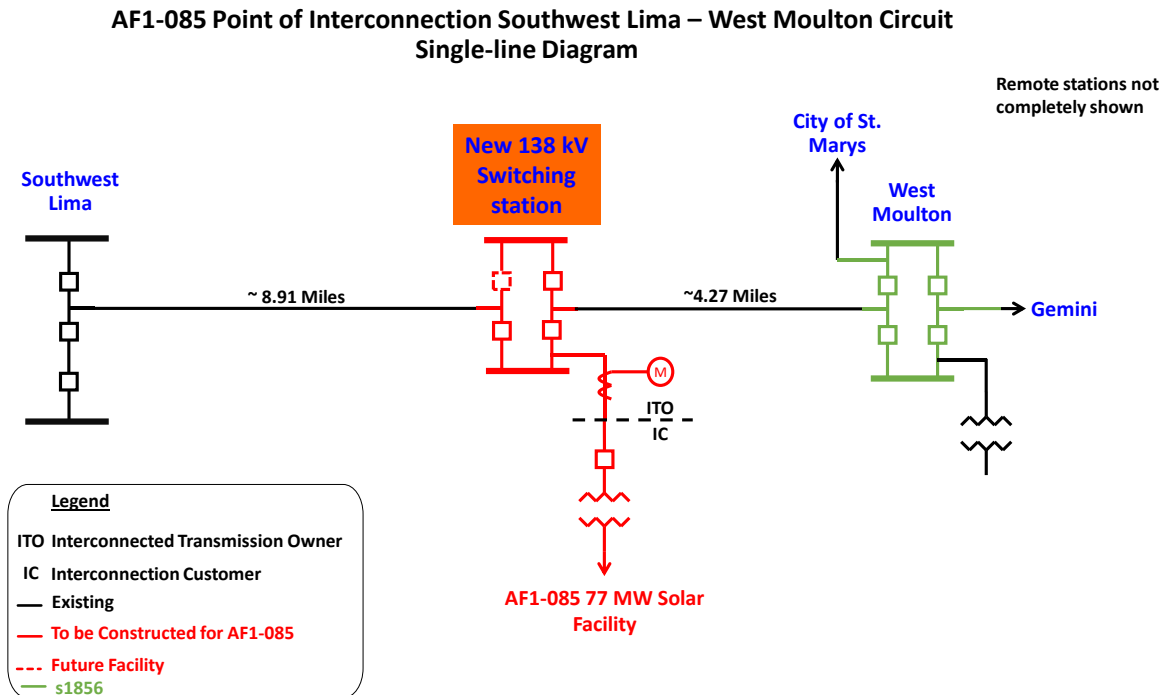 AF1-085 Point of Interconnection Southwest Lima – West Moulton Circuit
Single-line Diagram
Remote stations not
completely shown
City of St.
Marys
New 138 kV
Switching
station
Southwest
Lima
West
Moulton
~ 8.91 Miles
~4.27 Miles
Gemini
M
ITO
IC
AF1-085 77 MW Solar
Facility
Legend
ITO Interconnected Transmission Owner
IC Interconnection Customer
Existing
To be Constructed for AF1-085
Future Facility
s1856